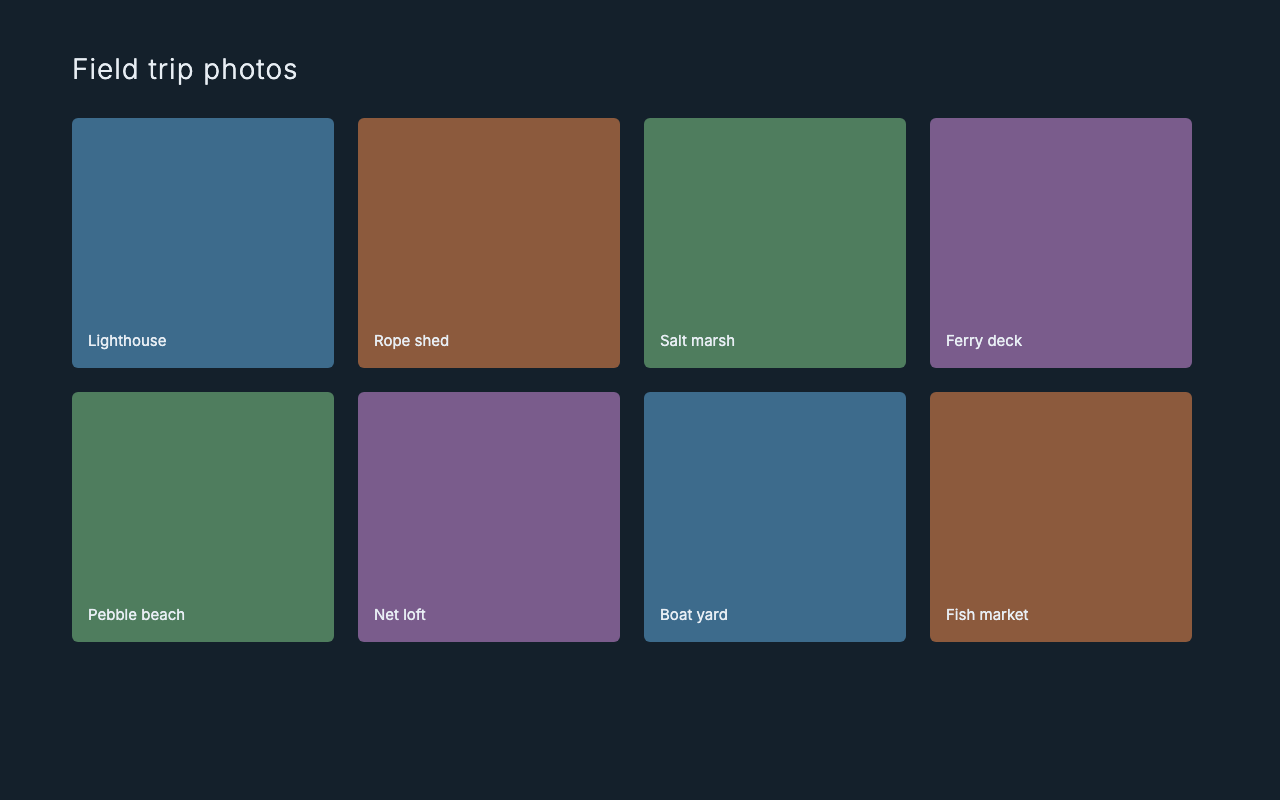 Field trip photos
Lighthouse
Rope shed
Salt marsh
Ferry deck
Pebble beach
Net loft
Boat yard
Fish market